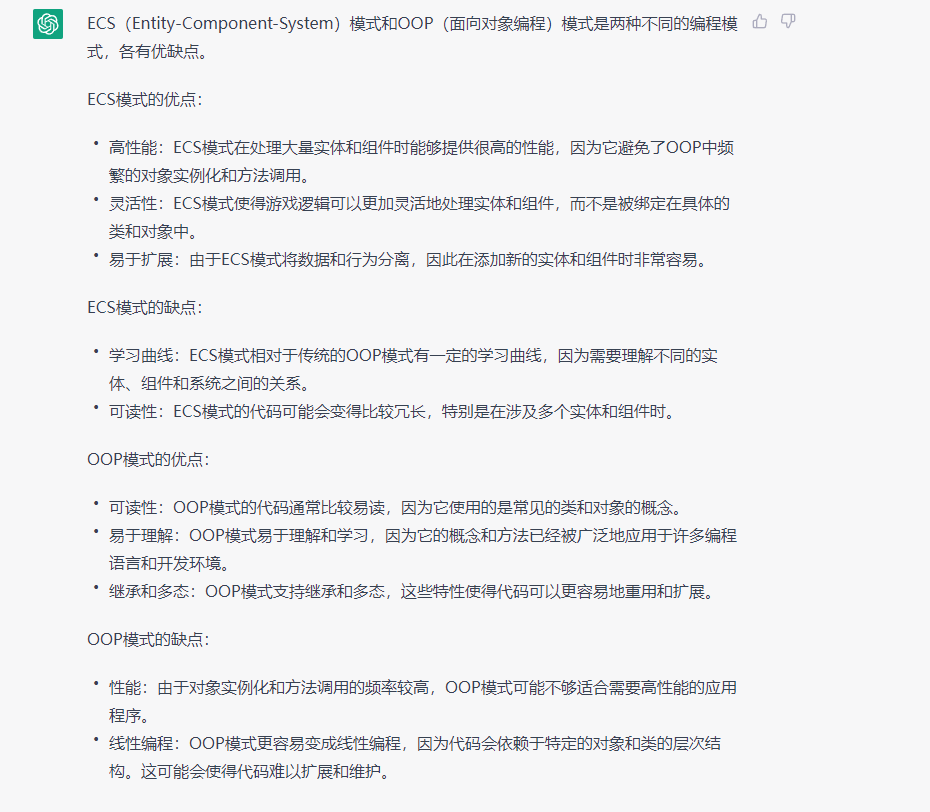 ECS（Entity-Component-System）模式和OOP（面向对象编程）模式是两种不同的编程模
式，各有优缺点。
ECS模式的优点：
• 高性能：ECS模式在处理大量实体和组件时能够提供很高的性能，因为它避免了OOP中频
繁的对象实例化和方法调用。
• 灵活性：ECS模式使得游戏逻辑可以更加灵活地处理实体和组件，而不是被绑定在具体的
类和对象中。
• 易于扩展：由于ECS模式将数据和行为分离，因此在添加新的实体和组件时非常容易。
ECS模式的缺点：
• 学习曲线：ECS模式相对于传统的OOP模式有一定的学习曲线，因为需要理解不同的实
体、组件和系统之间的关系。
• 可读性：ECS模式的代码可能会变得比较冗长，特别是在涉及多个实体和组件时。
OOP模式的优点：
• 可读性：OOP模式的代码通常比较易读，因为它使用的是常见的类和对象的概念。
• 易于理解：OOP模式易于理解和学习，因为它的概念和方法已经被广泛地应用于许多编程
语言和开发环境。
• 继承和多态：OOP模式支持继承和多态，这些特性使得代码可以更容易地重用和扩展。
OOP模式的缺点：
• 性能：由于对象实例化和方法调用的频率较高，OOP模式可能不够适合需要高性能的应用
程序。
• 线性编程：OOP模式更容易变成线性编程，因为代码会依赖于特定的对象和类的层次结
构。这可能会使得代码难以扩展和维护。